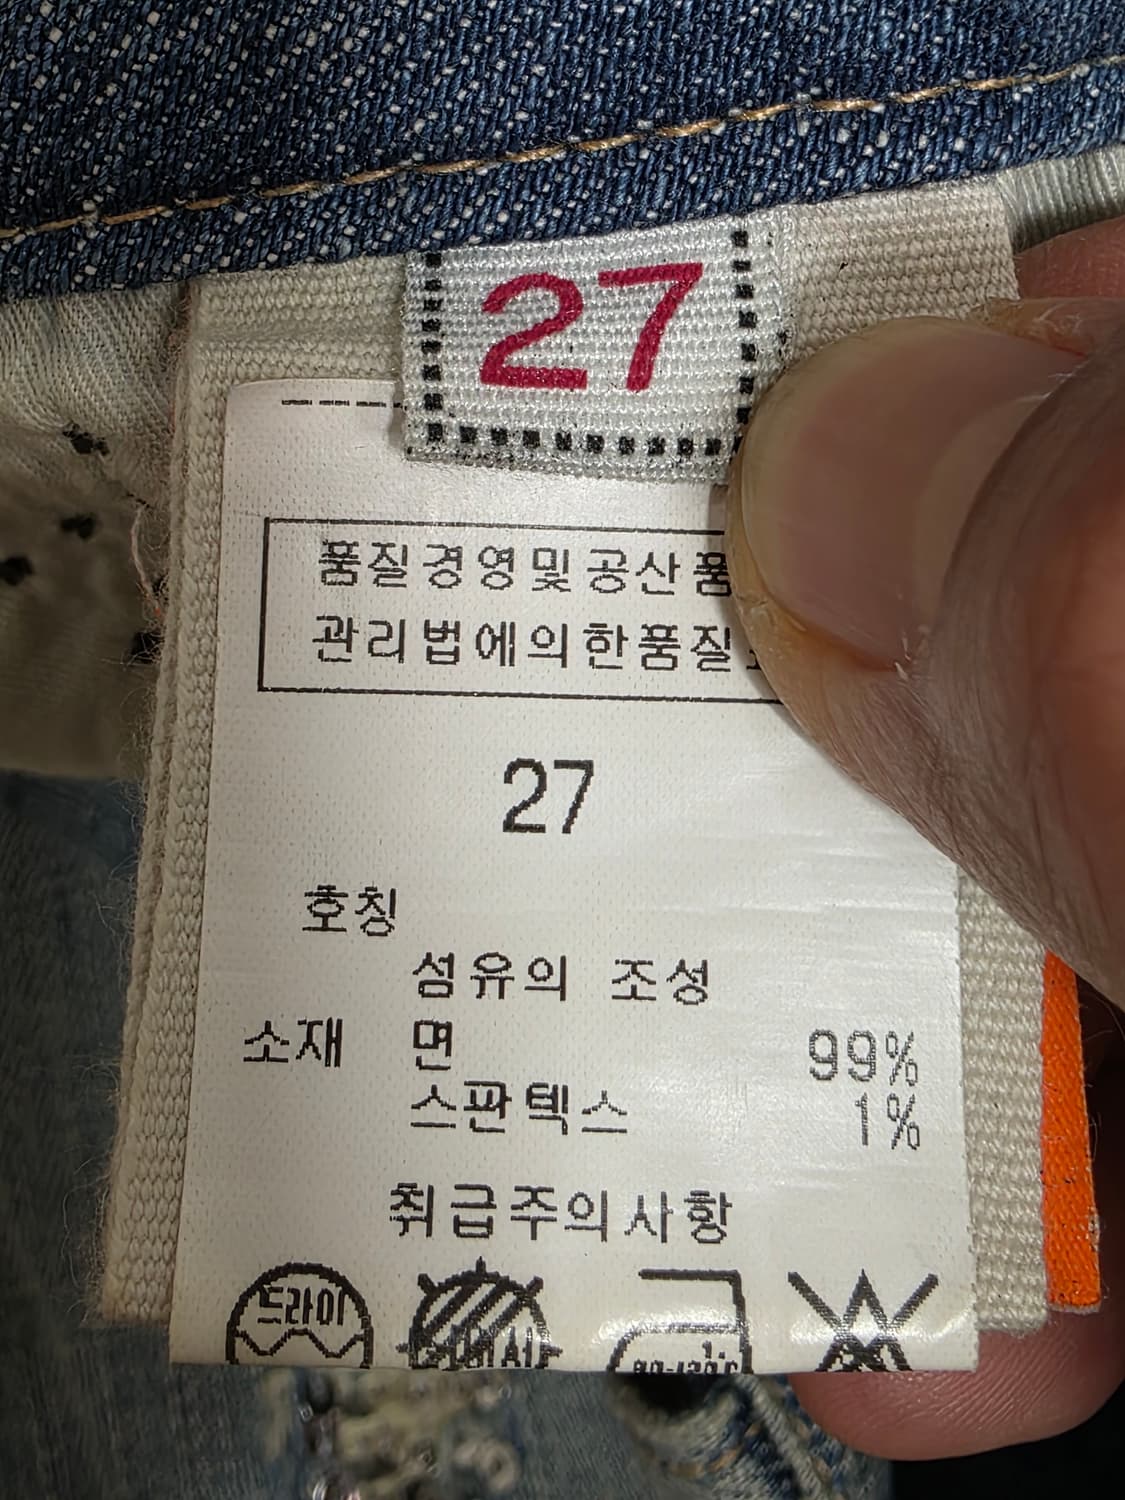 27
품질경영및공산품
관리법에의한품질
27
호칭
섬유의 조성
소재 면 99%
스판텍스 1%
취급주의사항
드라이